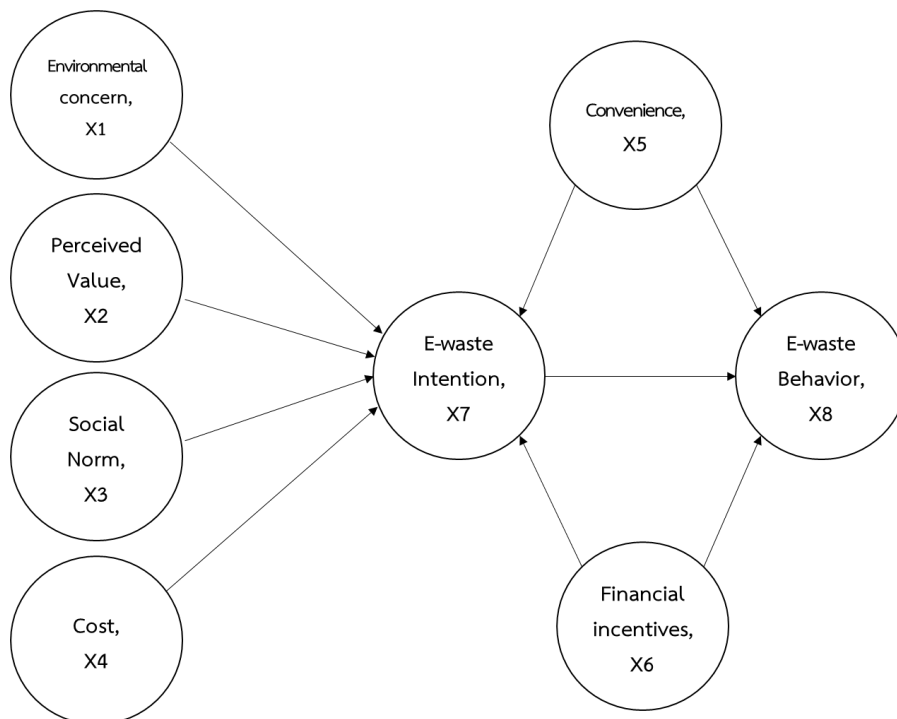 Environmental
concern,
X1
Perceived
Value,
X2
Social
Norm,
X3
Cost,
X4
E-waste
Intention,
X7
Convenience,
X5
Financial
incentives,
X6
E-waste
Behavior,
X8